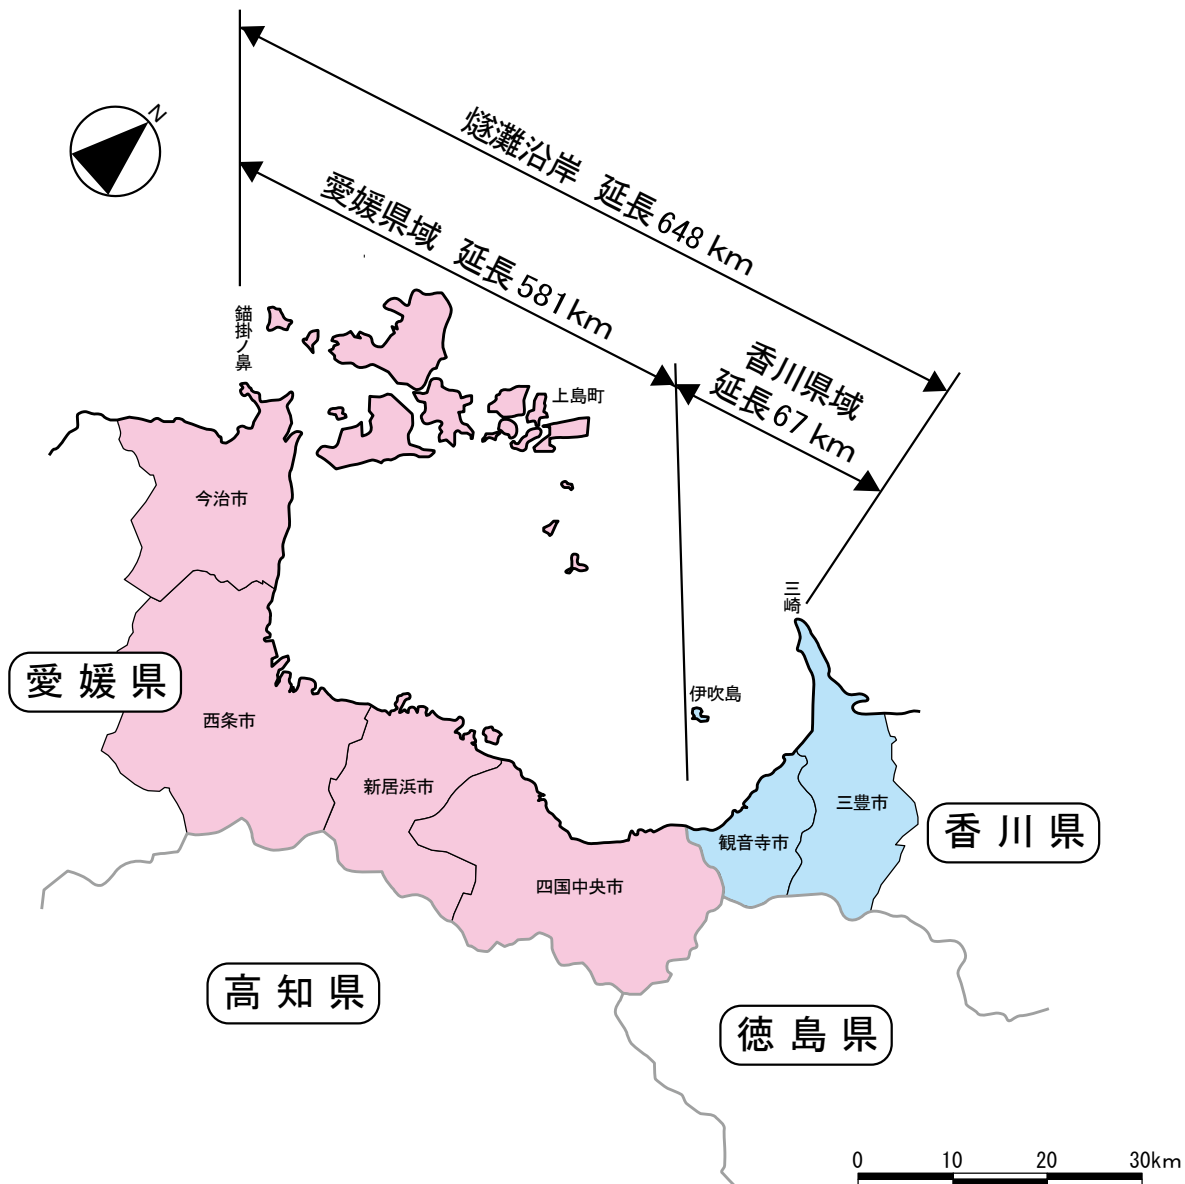 N
燧灘沿岸 延長648km
愛媛県域 延長581km
香川県域
延長67km
錨掛ノ鼻
上島町
今治市
三崎
愛媛県
伊吹島
西条市
新居浜市
三豊市
香川県
観音寺市
四国中央市
高知県
徳島県
0 10 20 30km